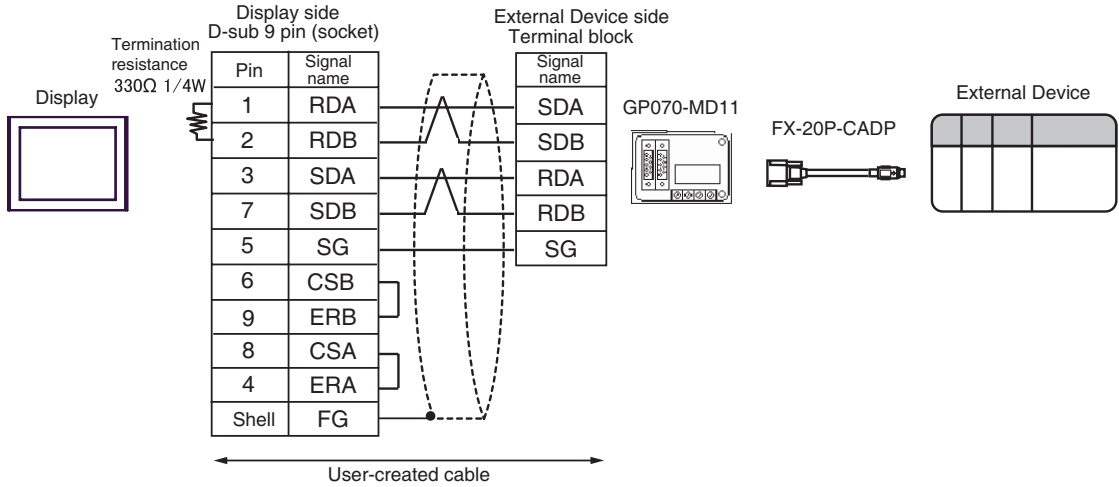 Display side
D-sub 9 pin (socket)
External Device side
Terminal block
Termination
resistance
330Ω 1/4W
Display
Pin
Signal
name
Signal
name
1 RDA SDA
2 RDB SDB
3 SDA RDA
7 SDB RDB
5 SG SG
6 CSB
9 ERB
8 CSA
4 ERA
Shell FG
GP070-MD11
FX-20P-CADP
External Device
User-created cable